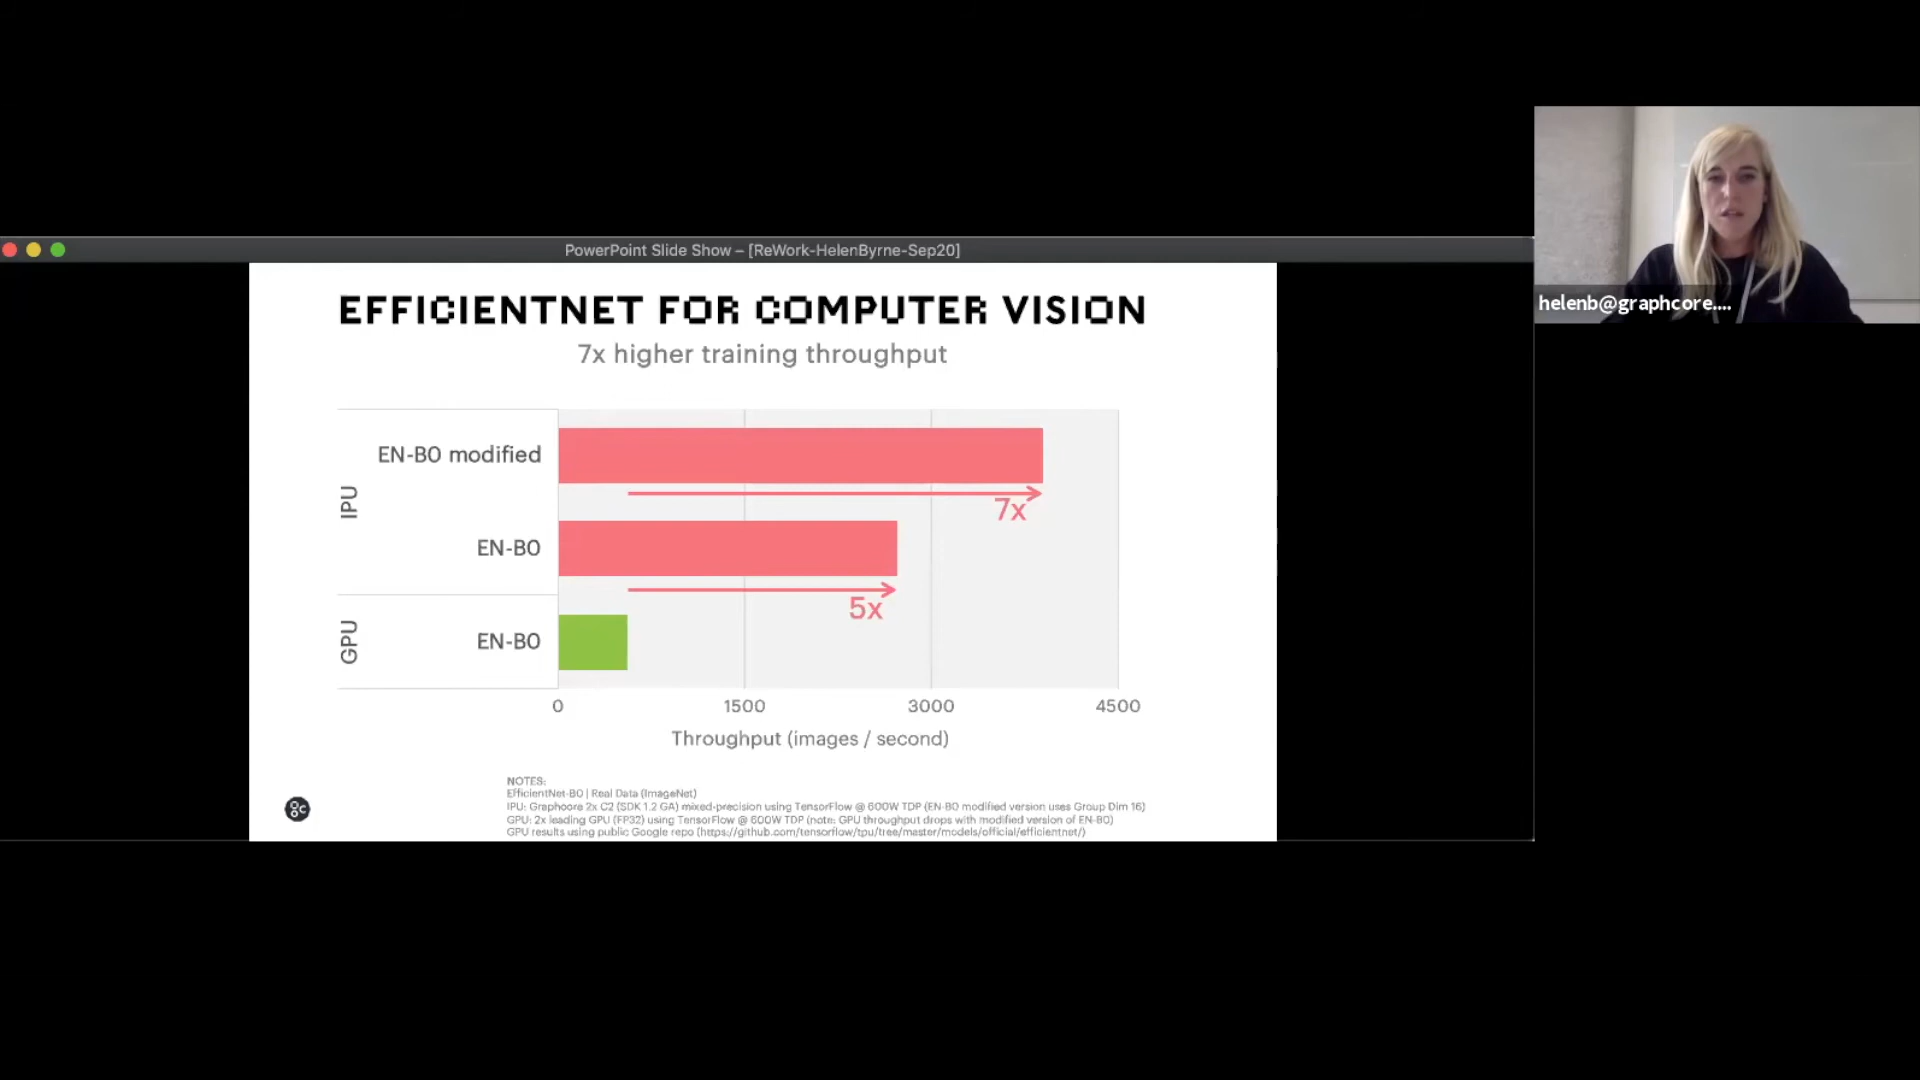 PowerPoint Slide Show – [ReWork-HelenByrne-Sep20]
EFFICIENTNET FOR COMPUTER VISION
7x higher training throughput
IPU
EN-B0 modified
7x
EN-B0
5x
GPU
EN-B0
0 1500 3000 4500
Throughput (images / second)
NOTES:
EfficientNet-B0 | Real Data (ImageNet)
IPU: Graphcore 2x C2 (SDK 1.2 GA) mixed-precision using TensorFlow @ 600W TDP (EN-B0 modified version uses Group Dim 16)
GPU: 2x leading GPU (FP32) using TensorFlow @ 600W TDP (note: GPU throughput drops with modified version of EN-B0)
GPU results using public Google repo (https://github.com/tensorflow/tpu/tree/master/models/official/efficientnet/)
gc
helenb@graphcore....